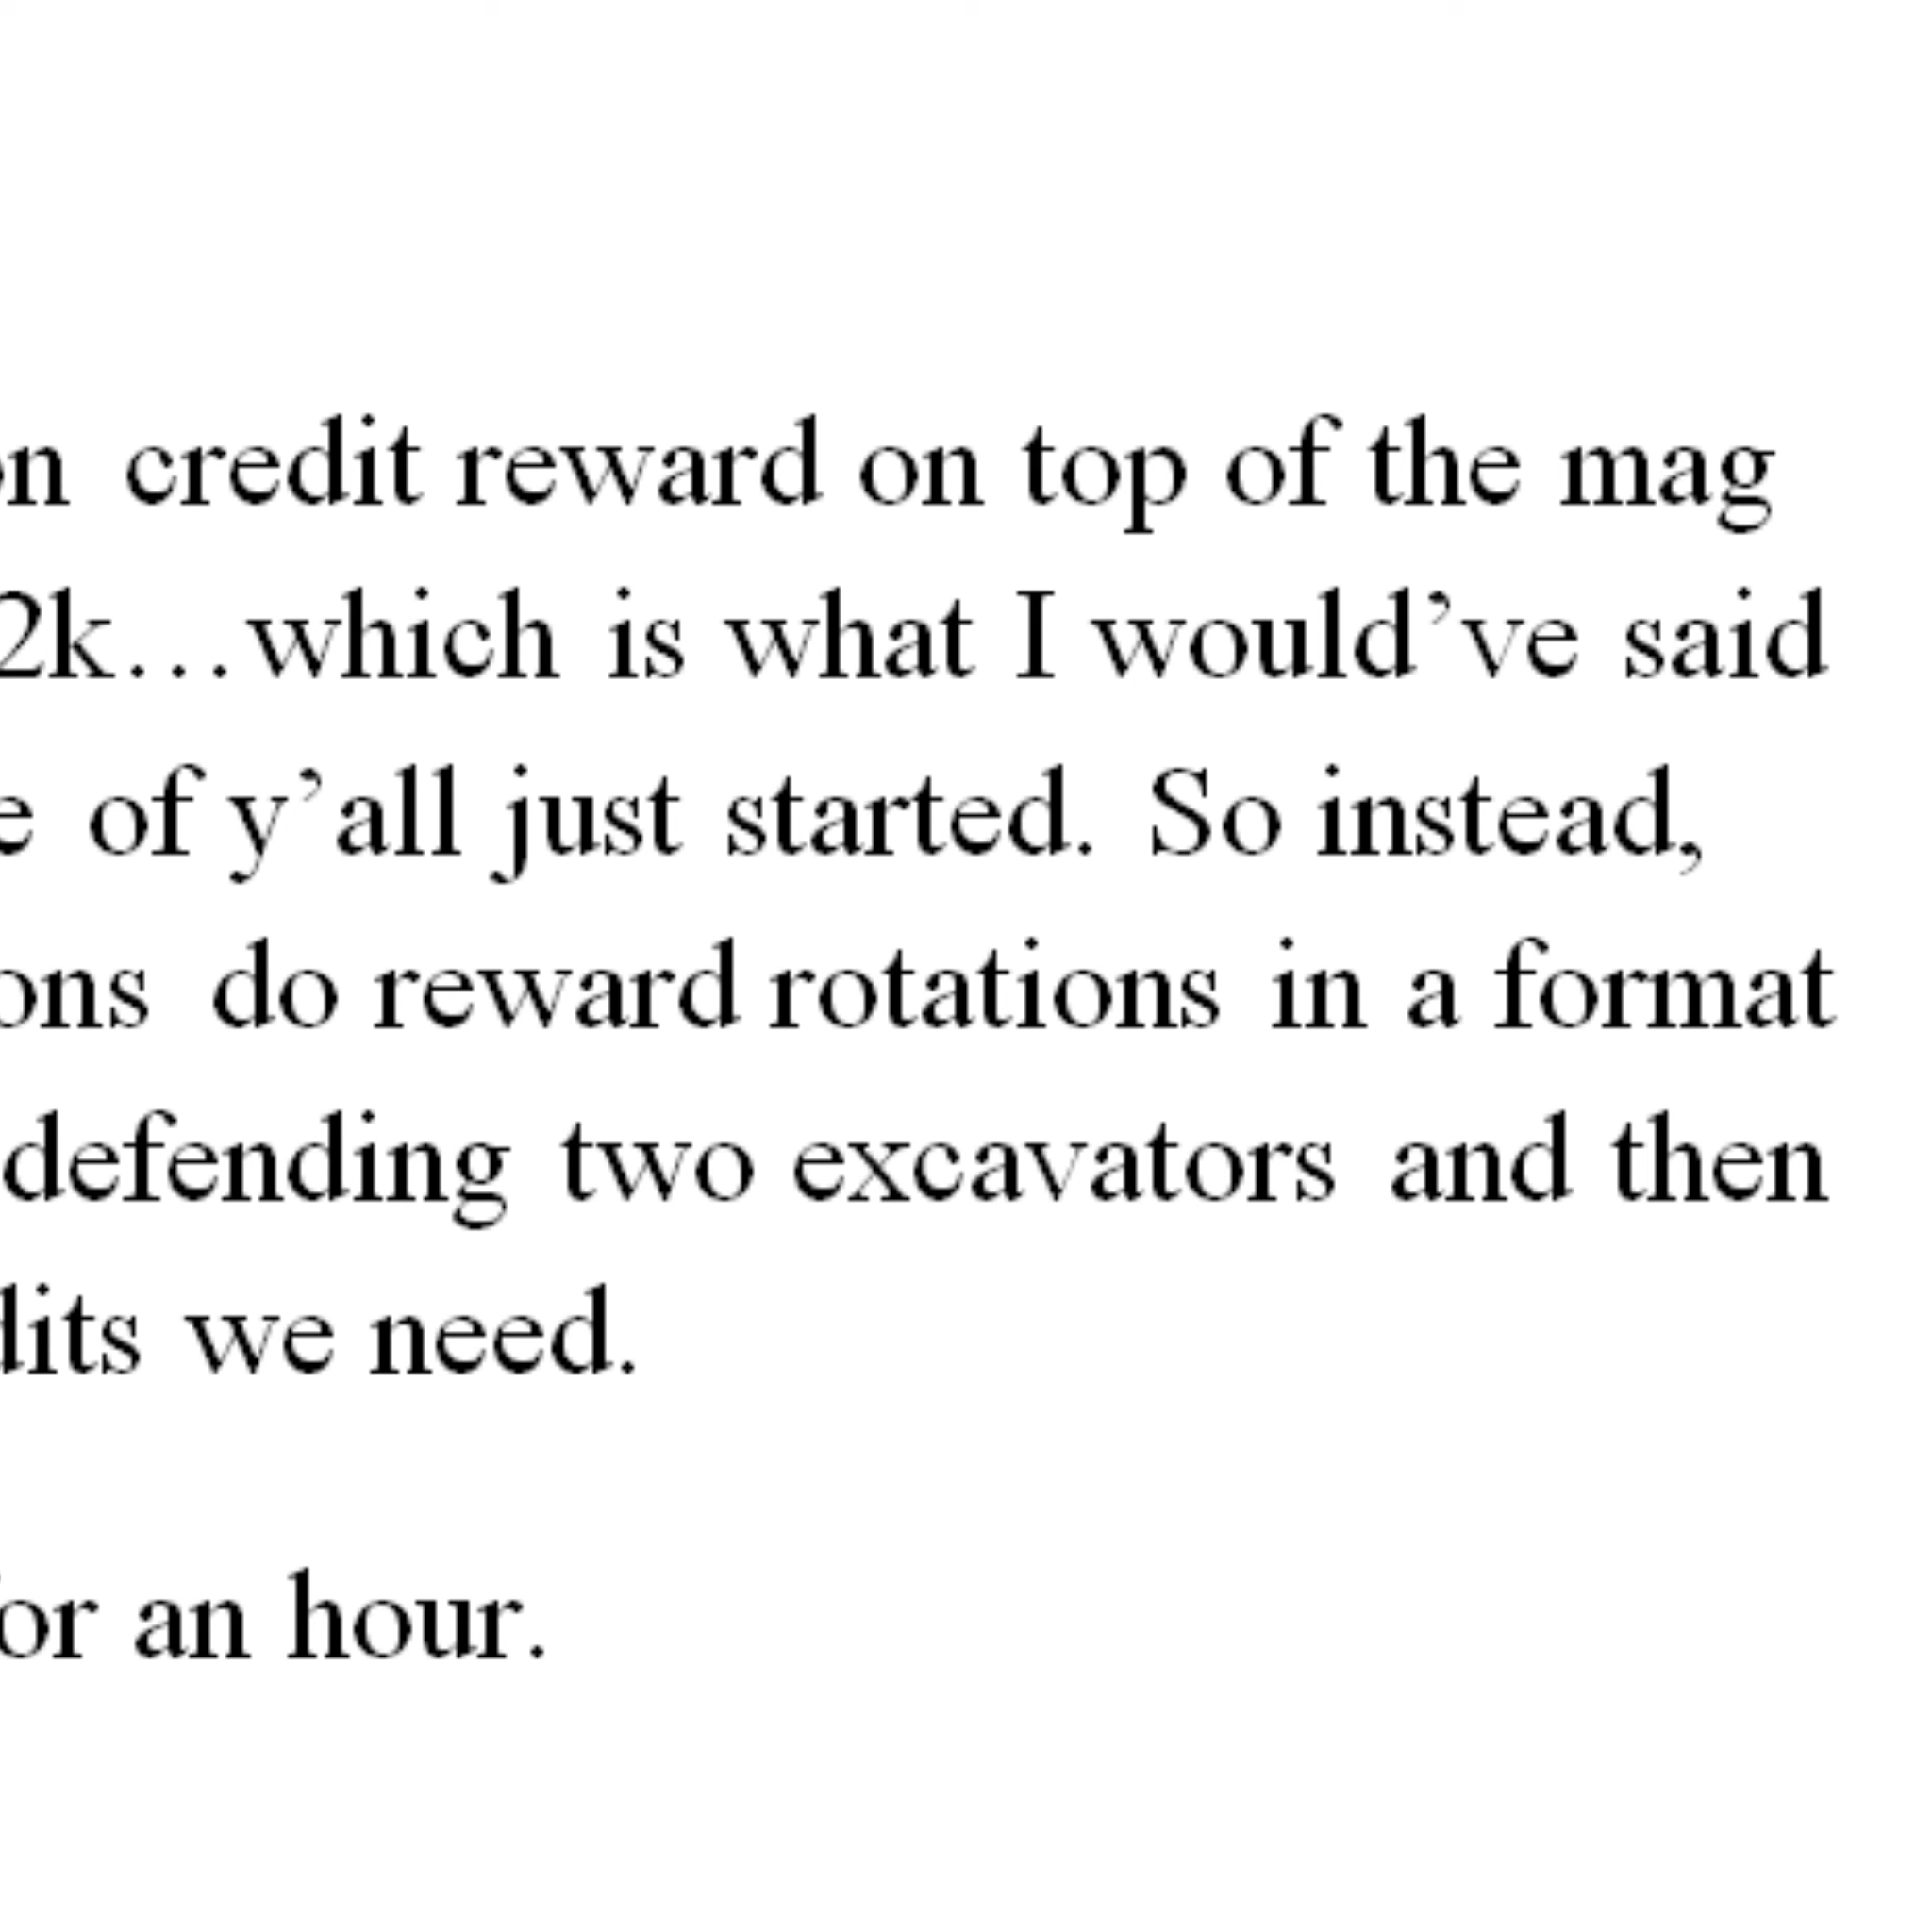 on credit reward on top of the mag
2k…which is what I would’ve said
of y’all just started. So instead,
do reward rotations in a format
defending two excavators and then
we need.
an hour.